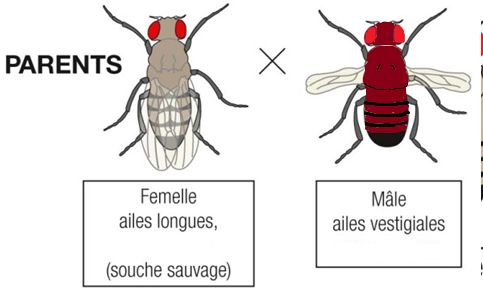 PARENTS
Femelle
ailes longues,
(souche sauvage)
Mâle
ailes vestigiales